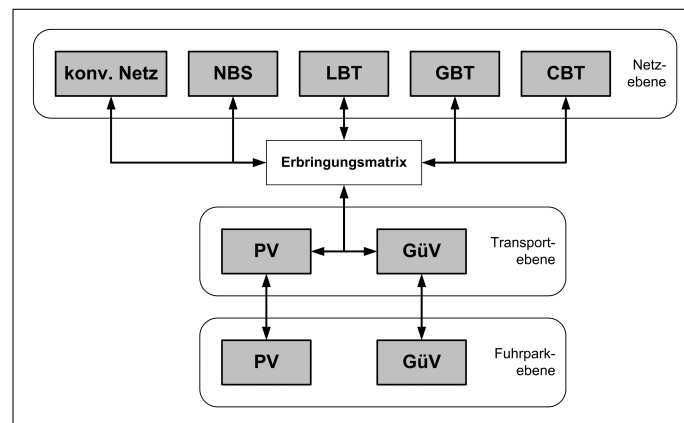 konv. Netz
NBS
LBT
GBT
CBT
Netz-
ebene
Erbringungsmatrix
PV
GüV
Transport-
ebene
PV
GüV
Fuhrpark-
ebene